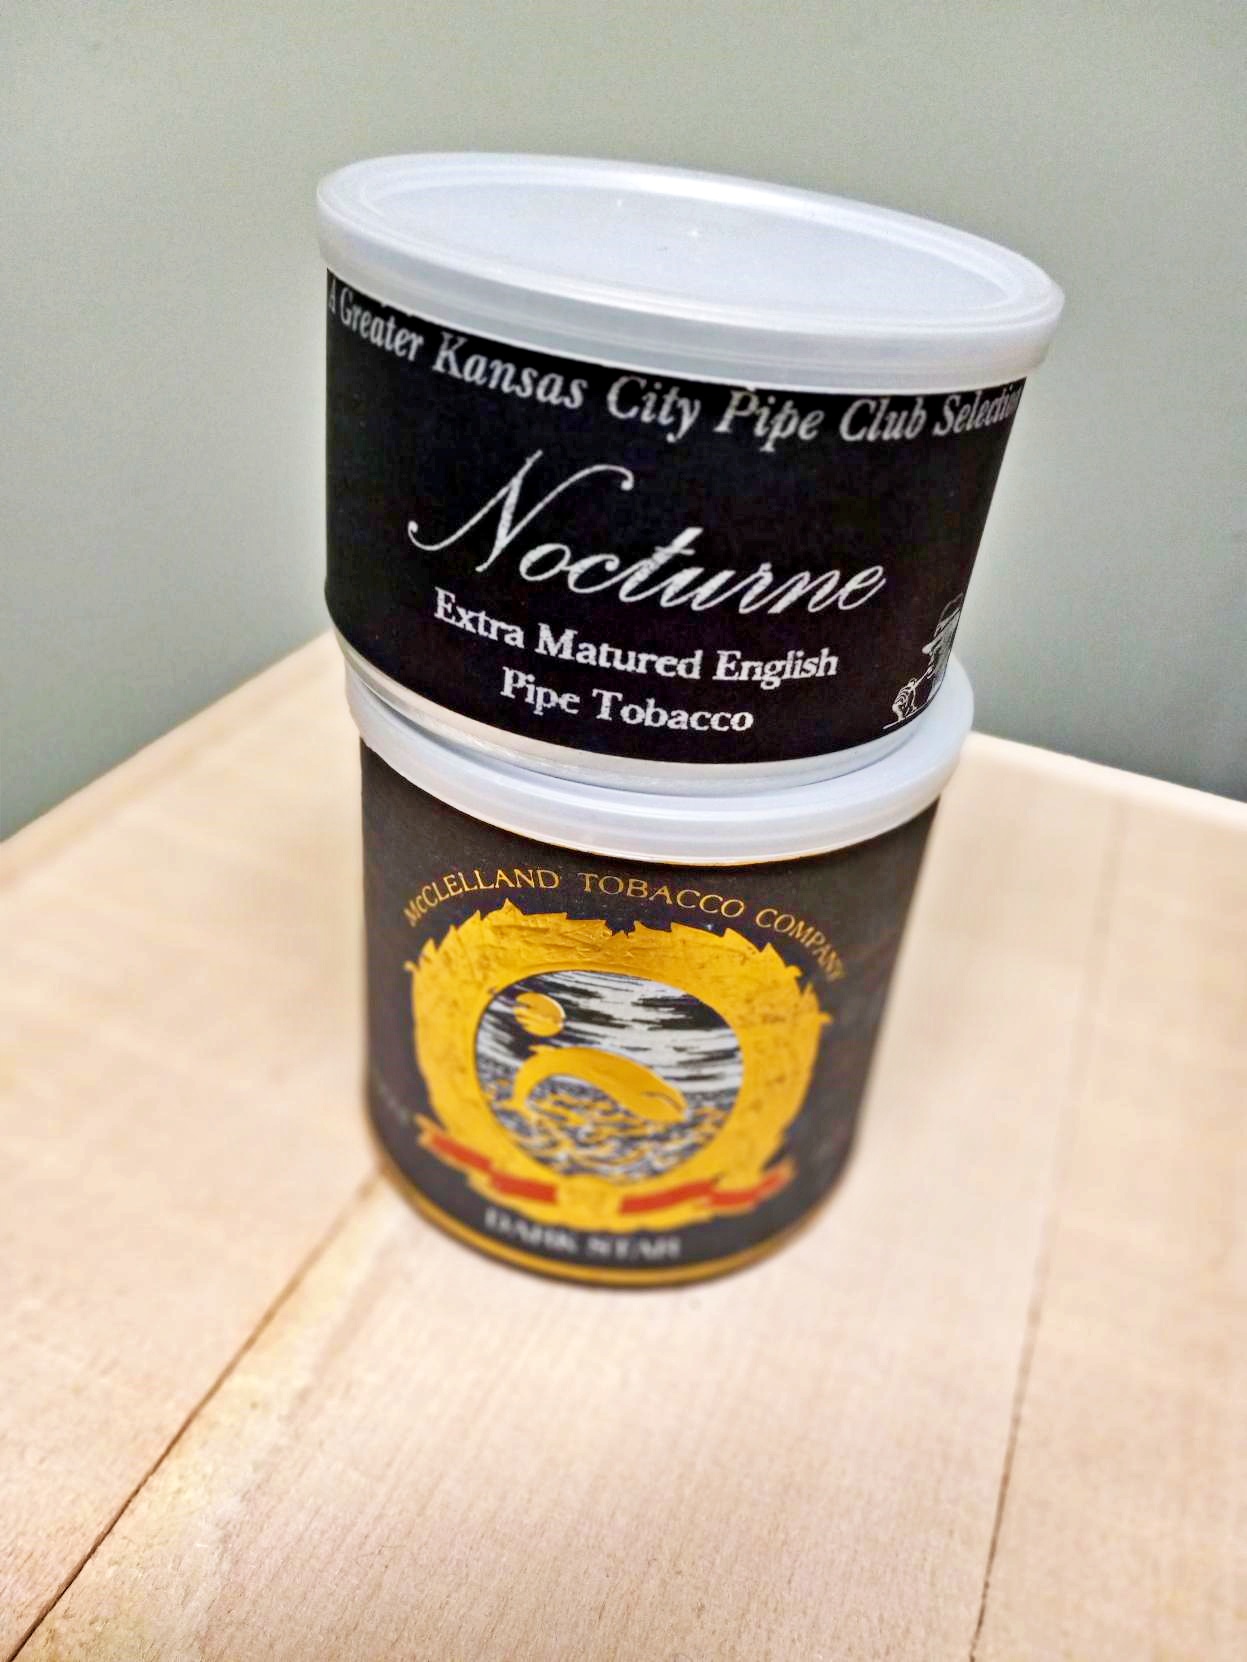 A Greater Kansas City Pipe Club Selection
Nocturne
Extra Matured English
Pipe Tobacco
McCLELLAND TOBACCO COMPANY
DARK STAR